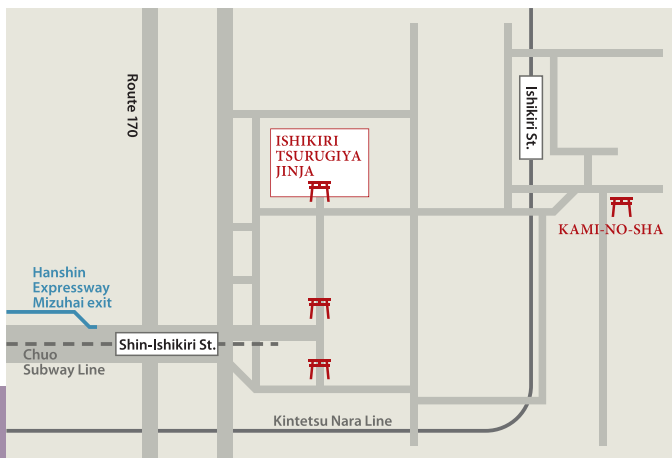 Route 170
ISHIKIRI
TSURUGIYA
JINJA
Ishikiri St.
KAMI-NO-SHA
Hanshin
Expressway
Mizuhai exit
Shin-Ishikiri St.
Chuo
Subway Line
Kintetsu Nara Line